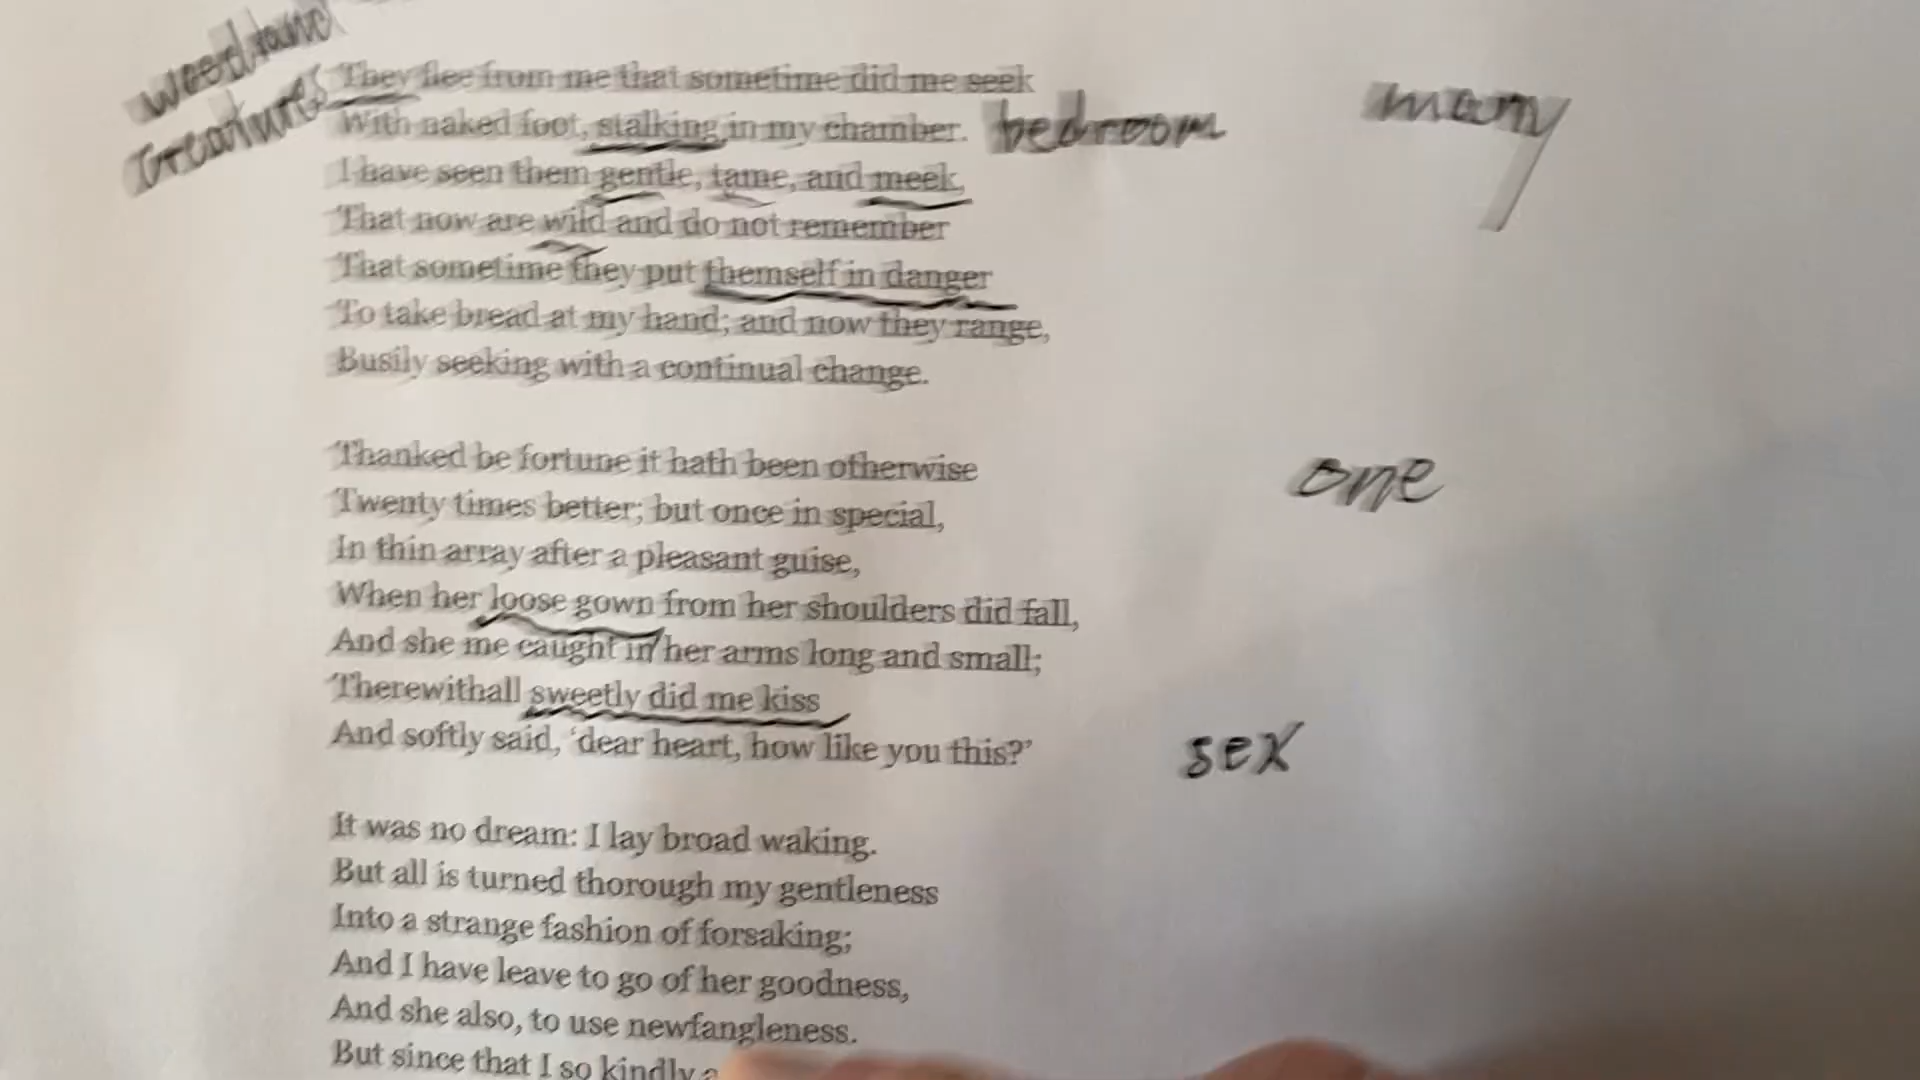 woodland
creatures
They flee from me that sometime did me seek
With naked foot, stalking in my chamber. bedroom many
I have seen them gentle, tame, and meek,
That now are wild and do not remember
That sometime they put themself in danger
To take bread at my hand; and now they range,
Busily seeking with a continual change.
Thanked be fortune it hath been otherwise
one
Twenty times better; but once in special,
In thin array after a pleasant guise,
When her loose gown from her shoulders did fall,
And she me caught in her arms long and small;
Therewithall sweetly did me kiss
And softly said, ‘dear heart, how like you this?’ sex
It was no dream: I lay broad waking.
But all is turned thorough my gentleness
Into a strange fashion of forsaking;
And I have leave to go of her goodness,
And she also, to use newfangleness.
But since that I so kindly